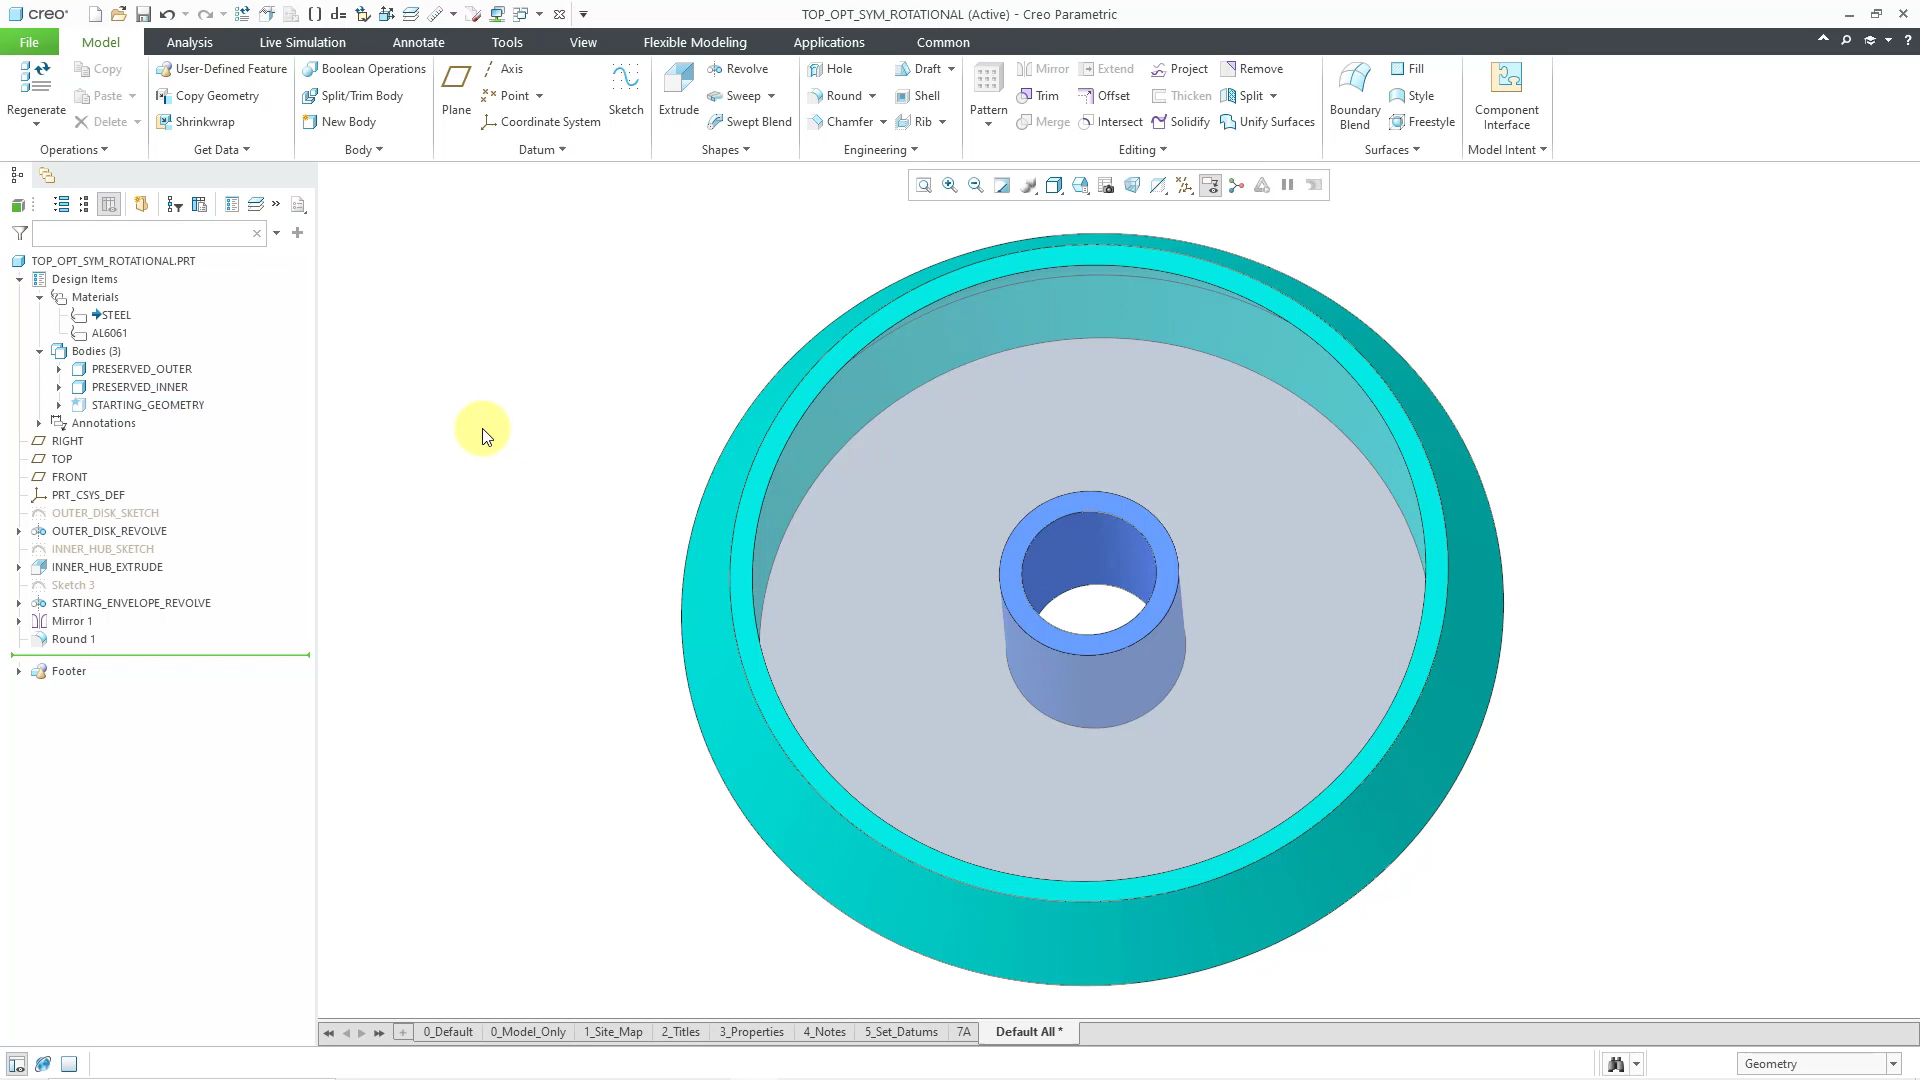 creo
TOP_OPT_SYM_ROTATIONAL (Active) - Creo Parametric
File Model Analysis Live Simulation Annotate Tools View Flexible Modeling Applications Common
Regenerate
Copy
Paste
Delete
Operations
User-Defined Feature
Copy Geometry
Shrinkwrap
Get Data
Boolean Operations
Split/Trim Body
New Body
Body
Plane
Axis
Point
Coordinate System
Sketch
Datum
Extrude
Revolve
Sweep
Swept Blend
Shapes
Hole
Round
Chamfer
Draft
Shell
Rib
Engineering
Pattern
Mirror
Trim
Merge
Extend
Offset
Intersect
Project
Thicken
Solidify
Remove
Split
Unify Surfaces
Editing
Boundary
Blend
Fill
Style
Freestyle
Surfaces
Component
Interface
Model Intent
TOP_OPT_SYM_ROTATIONAL.PRT
Design Items
Materials
STEEL
AL6061
Bodies (3)
PRESERVED_OUTER
PRESERVED_INNER
STARTING_GEOMETRY
Annotations
RIGHT
TOP
FRONT
PRT_CSYS_DEF
OUTER_DISK_SKETCH
OUTER_DISK_REVOLVE
INNER_HUB_SKETCH
INNER_HUB_EXTRUDE
Sketch 3
STARTING_ENVELOPE_REVOLVE
Mirror 1
Round 1
Footer
0_Default 0_Model_Only 1_Site_Map 2_Titles 3_Properties 4_Notes 5_Set_Datums 7A Default All *
Geometry